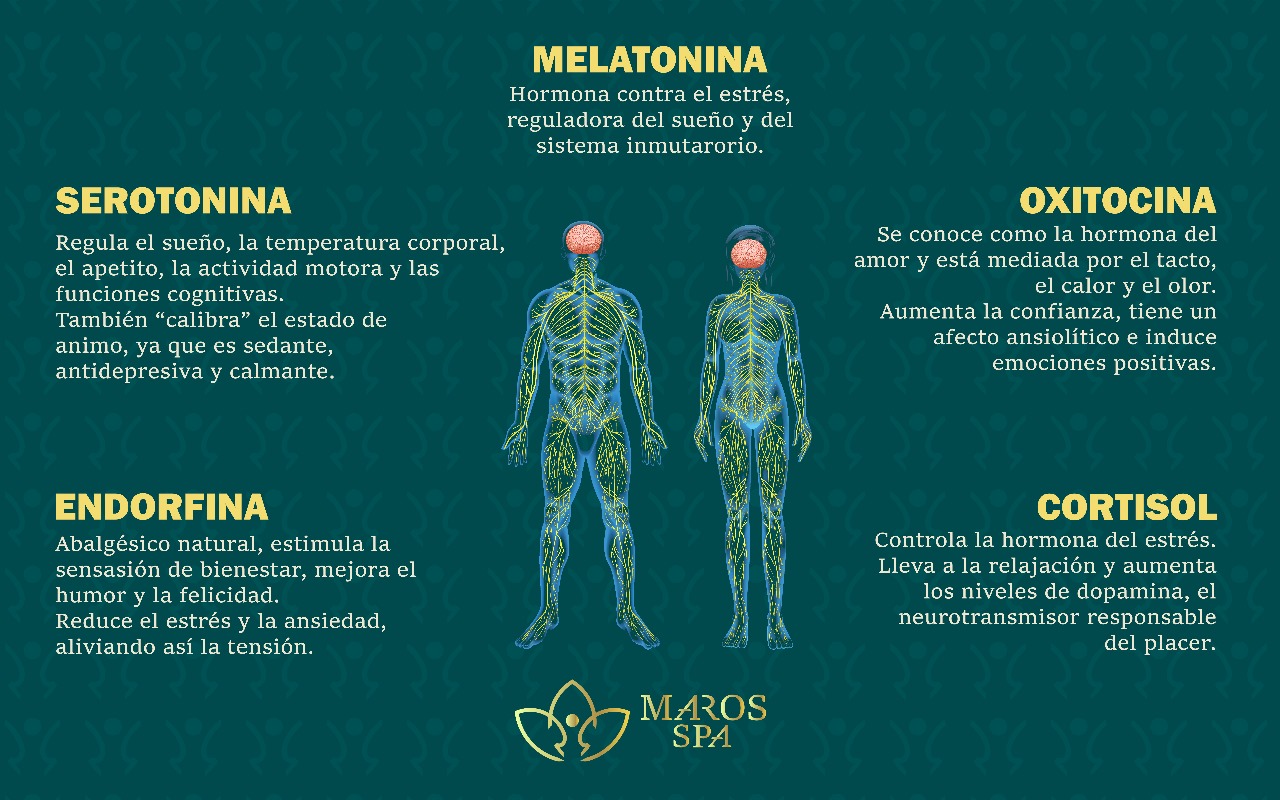 MELATONINA
Hormona contra el estrés,
reguladora del sueño y del
sistema inmutarorio.
SEROTONINA
Regula el sueño, la temperatura corporal,
el apetito, la actividad motora y las
funciones cognitivas.
También “calibra” el estado de
animo, ya que es sedante,
antidepresiva y calmante.
OXITOCINA
Se conoce como la hormona del
amor y está mediada por el tacto,
el calor y el olor.
Aumenta la confianza, tiene un
afecto ansiolítico e induce
emociones positivas.
ENDORFINA
Abalgésico natural, estimula la
sensasión de bienestar, mejora el
humor y la felicidad.
Reduce el estrés y la ansiedad,
aliviando así la tensión.
CORTISOL
Controla la hormona del estrés.
Lleva a la relajación y aumenta
los niveles de dopamina, el
neurotransmisor responsable
del placer.
MAROS
SPA